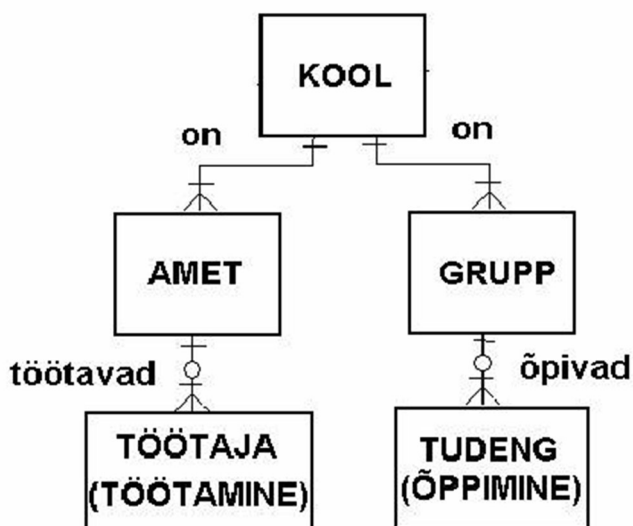 KOOL
on
on
AMET
GRUPP
töötavad
õpivad
TÖÖTAJA
(TÖÖTAMINE)
TUDENG
(ÕPPIMINE)